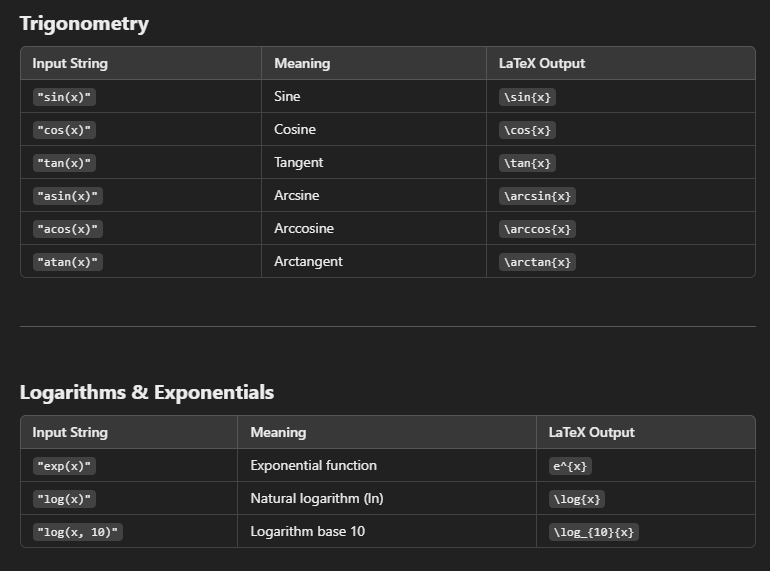 Trigonometry
Input String Meaning LaTeX Output
"sin(x)" Sine \sin{x}
"cos(x)" Cosine \cos{x}
"tan(x)" Tangent \tan{x}
"asin(x)" Arcsine \arcsin{x}
"acos(x)" Arccosine \arccos{x}
"atan(x)" Arctangent \arctan{x}
Logarithms & Exponentials
Input String Meaning LaTeX Output
"exp(x)" Exponential function e^{x}
"log(x)" Natural logarithm (ln) \log{x}
"log(x, 10)" Logarithm base 10 \log_{10}{x}